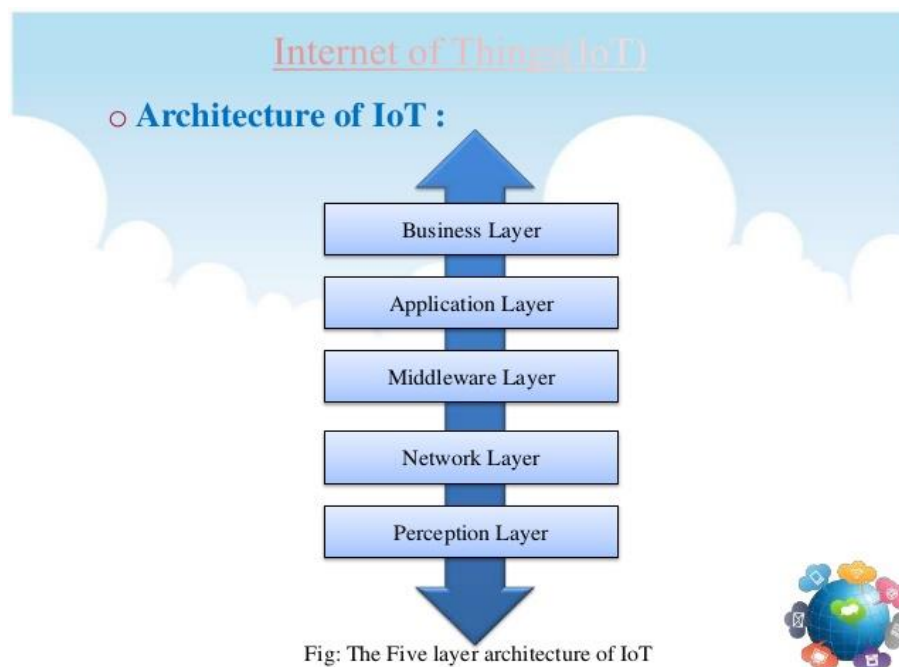 Internet of Things(IoT)
Architecture of IoT :
Business Layer
Application Layer
Middleware Layer
Network Layer
Perception Layer
Fig: The Five layer architecture of IoT